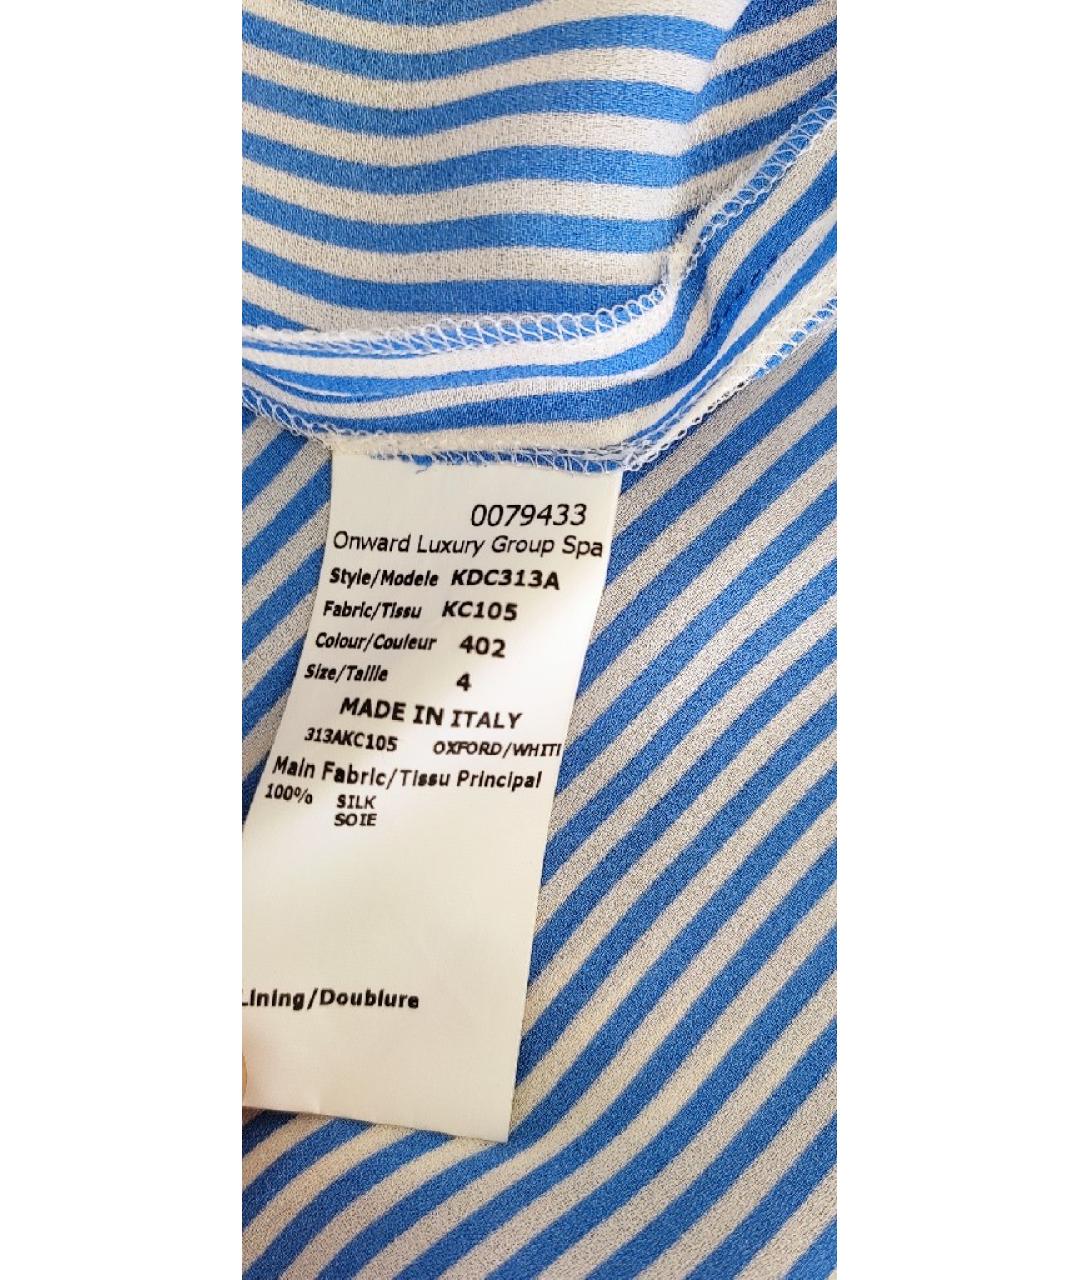 0079433
Onward Luxury Group Spa
Style/Modele KDC313A
Fabric/Tissu KC105
Colour/Couleur 402
Size/Taille 4
MADE IN ITALY
313AKC105 OXFORD/WHIT
Main Fabric/Tissu Principal
100% SILK
SOIE
Lining/Doublure